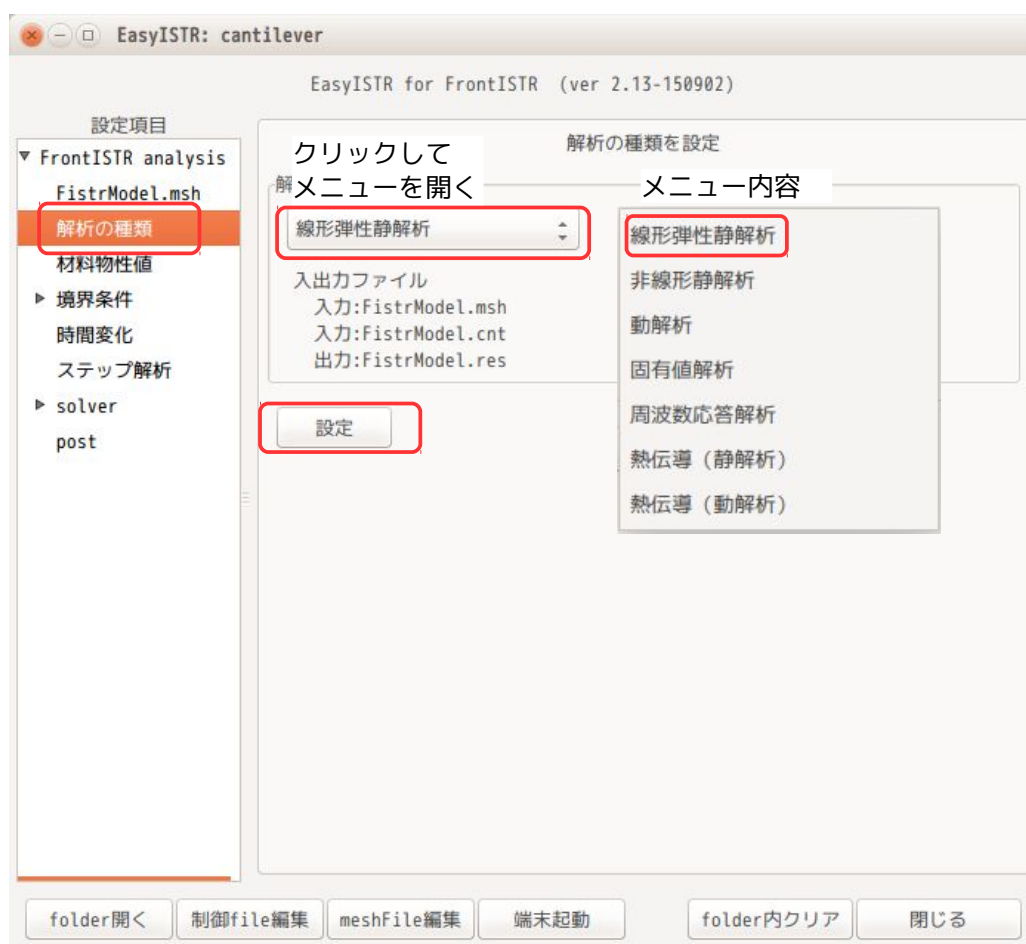 EasyISTR: cantilever
EasyISTR for FrontISTR (ver 2.13-150902)
設定項目
FrontISTR analysis
FistrModel.msh
解析の種類
材料物性値
境界条件
時間変化
ステップ解析
solver
post
解析の種類を設定
クリックして
解
メニューを開く
線形弾性静解析
入出力ファイル
入力:FistrModel.msh
入力:FistrModel.cnt
出力:FistrModel.res
設定
メニュー内容
線形弾性静解析
非線形静解析
動解析
固有値解析
周波数応答解析
熱伝導（静解析）
熱伝導（動解析）
folder開く
制御file編集
meshFile編集
端末起動
folder内クリア
閉じる